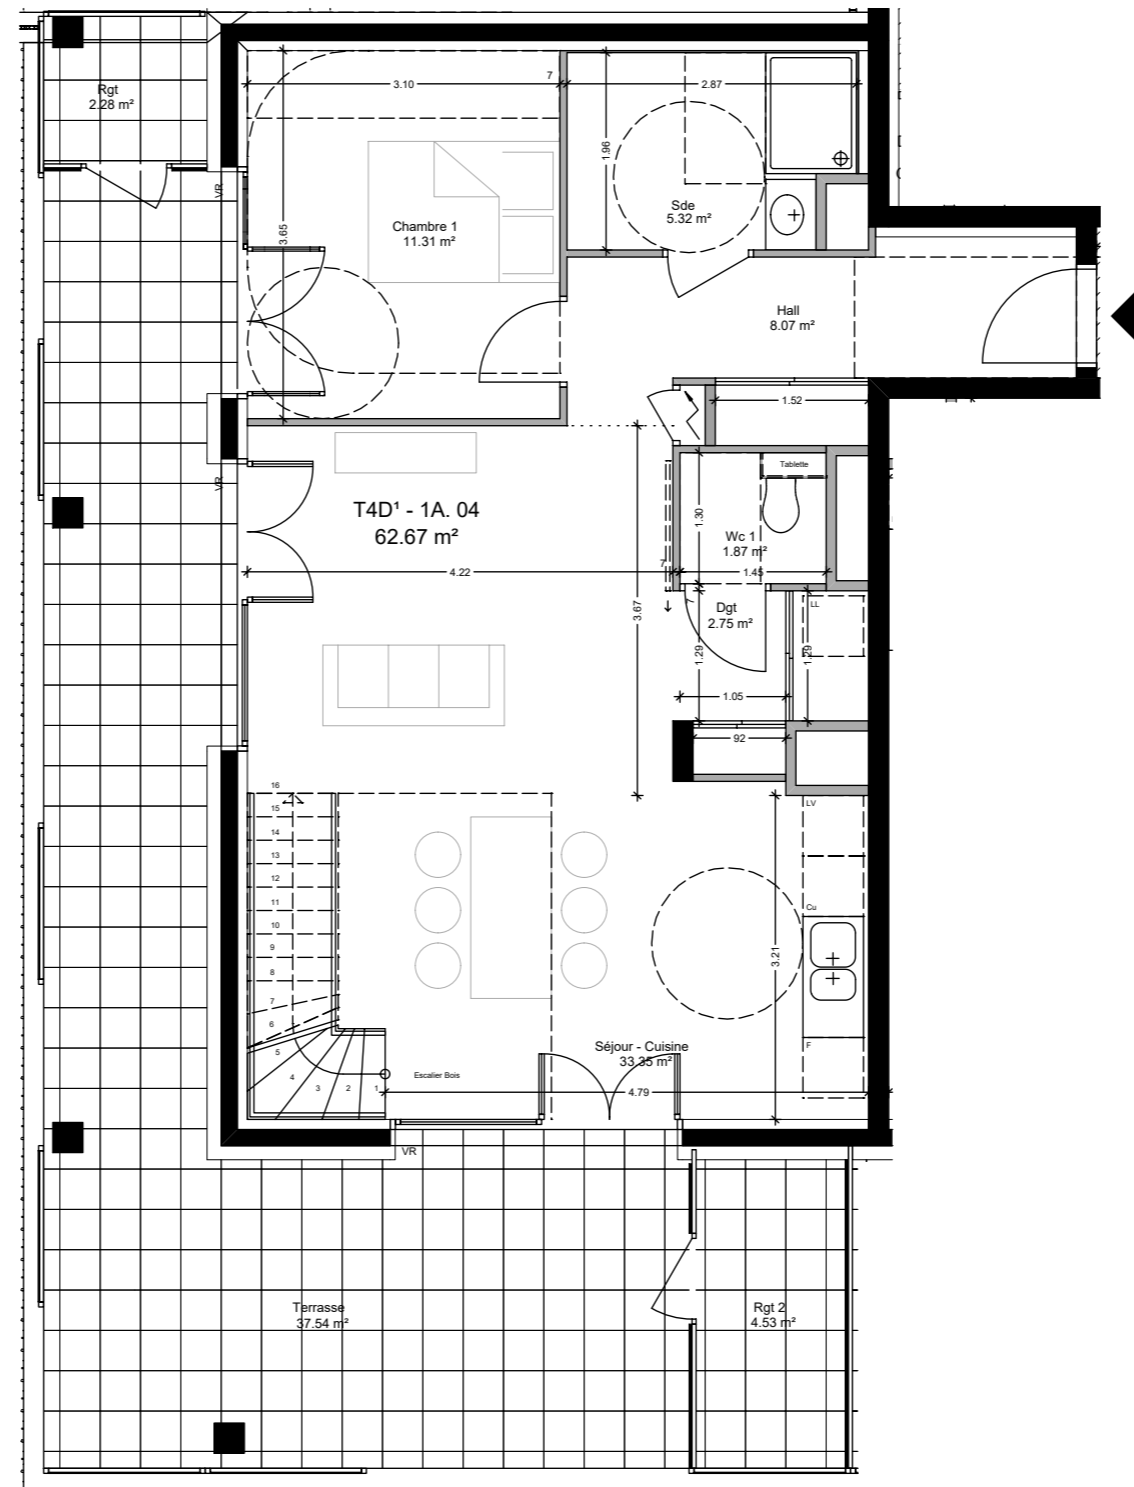 Rgt
2.28 m²
3.10
7
2.87
1.96
Sde
5.32 m²
VR
3.65
Chambre 1
11.31 m²
Hall
8.07 m²
1.52
VR
T4D¹ - 1A. 04
62.67 m²
Tablette
1.30
Wc 1
1.87 m²
4.22
7
1.45
3.67
7
Dgt
2.75 m²
LL
1.29
1.29
1.05
92
16
15
14
13
12
11
10
9
8
7
6
5
4
3
2
1
LV
Cu
3.21
F
Séjour - Cuisine
33.35 m²
Escalier Bois
4.79
VR
Terrasse
37.54 m²
Rgt 2
4.53 m²